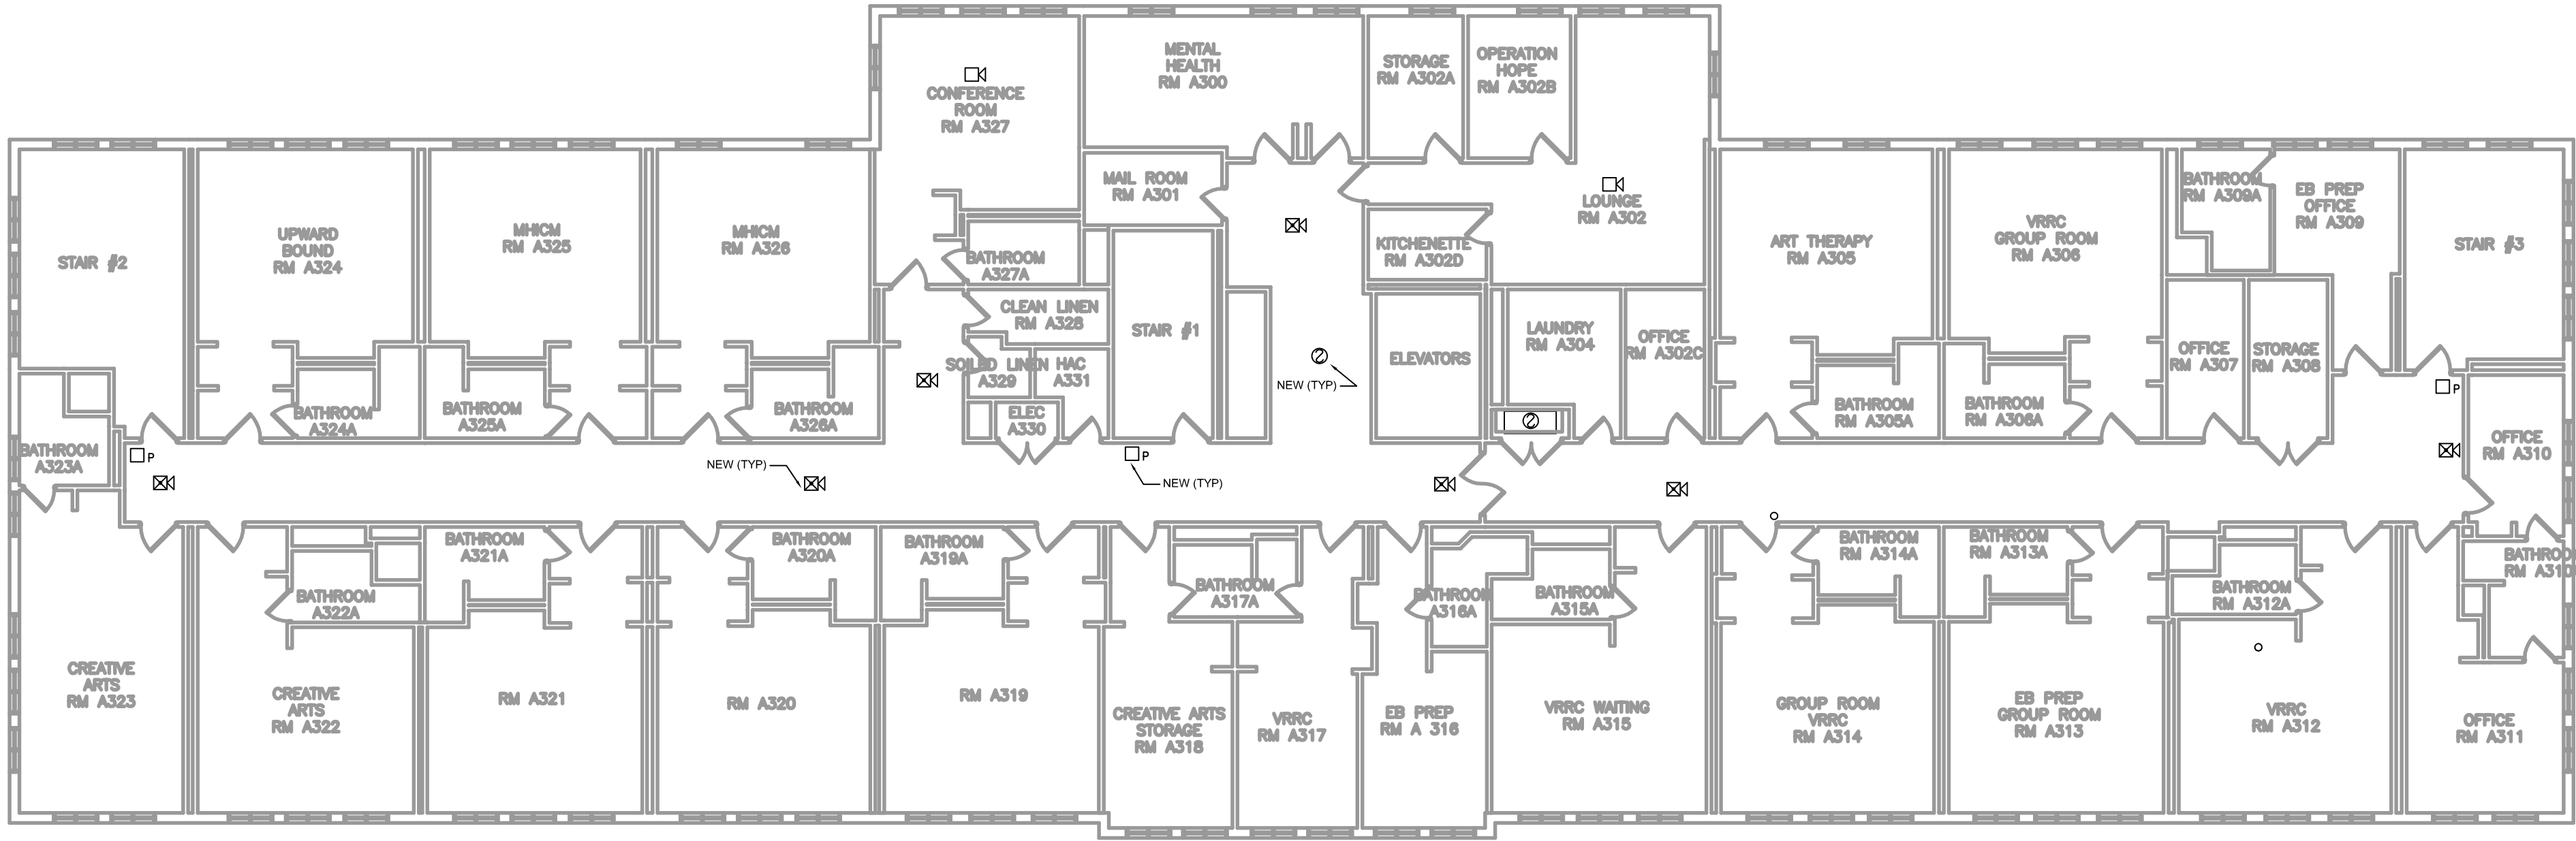 MENTAL
HEALTH
RM A300
STORAGE
RM A302A
OPERATION
HOPE
RM A302B
CONFERENCE
ROOM
RM A327
MAIL ROOM
RM A301
LOUNGE
RM A302
BATHROOM
RM A309A
EB PREP
OFFICE
RM A309
STAIR #2
UPWARD
BOUND
RM A324
MHICM
RM A325
MHICM
RM A326
BATHROOM
A327A
KITCHENETTE
RM A302D
ART THERAPY
RM A305
VRRC
GROUP ROOM
RM A306
STAIR #3
CLEAN LINEN
RM A328
STAIR #1
2
NEW (TYP)
ELEVATORS
LAUNDRY
RM A304
OFFICE
RM A302C
OFFICE
RM A307
STORAGE
RM A308
SOILED LINEN
A329
HAC
A331
P
BATHROOM
A324A
BATHROOM
A325A
BATHROOM
A326A
ELEC
A330
2
BATHROOM
RM A305A
BATHROOM
RM A306A
BATHROOM
A323A
P
NEW (TYP)
P
NEW (TYP)
OFFICE
RM A310
BATHROOM
A322A
BATHROOM
A321A
BATHROOM
A320A
BATHROOM
A319A
BATHROOM
A317A
BATHROOM
A316A
BATHROOM
A315A
BATHROOM
RM A314A
BATHROOM
RM A313A
BATHROOM
RM A312A
BATHROO
RM A310
CREATIVE
ARTS
RM A323
CREATIVE
ARTS
RM A322
RM A321
RM A320
RM A319
CREATIVE ARTS
STORAGE
RM A318
VRRC
RM A317
EB PREP
RM A 316
VRRC WAITING
RM A315
GROUP ROOM
VRRC
RM A314
EB PREP
GROUP ROOM
RM A313
VRRC
RM A312
OFFICE
RM A311